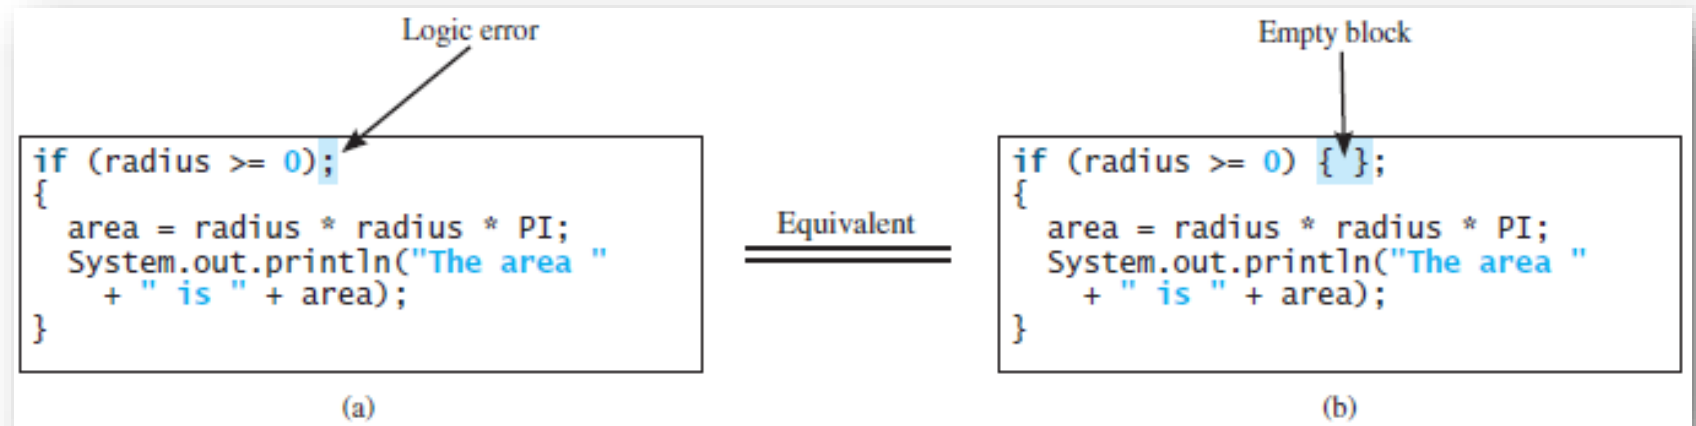 Logic error
if (radius >= 0);
{
  area = radius * radius * PI;
  System.out.println("The area "
    + " is " + area);
}
(a)
Equivalent
Empty block
if (radius >= 0) { };
{
  area = radius * radius * PI;
  System.out.println("The area "
    + " is " + area);
}
(b)